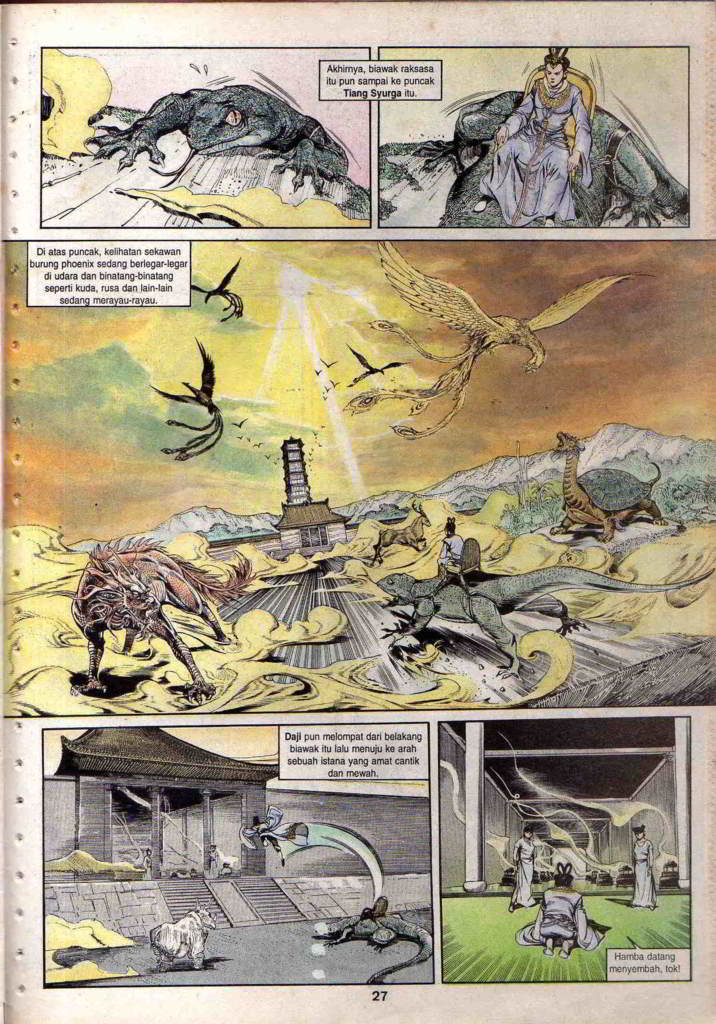 Akhirnya, biawak raksasa
itu pun sampai ke puncak
Tiang Syurga itu.
Di atas puncak, kelihatan sekawan
burung phoenix sedang berlegar-legar
di udara dan binatang-binatang
seperti kuda, rusa dan lain-lain
sedang merayau-rayau.
Daji pun melompat dari belakang
biawak itu lalu menuju ke arah
sebuah istana yang amat cantik
dan mewah.
Hamba datang
menyembah, tok!
27